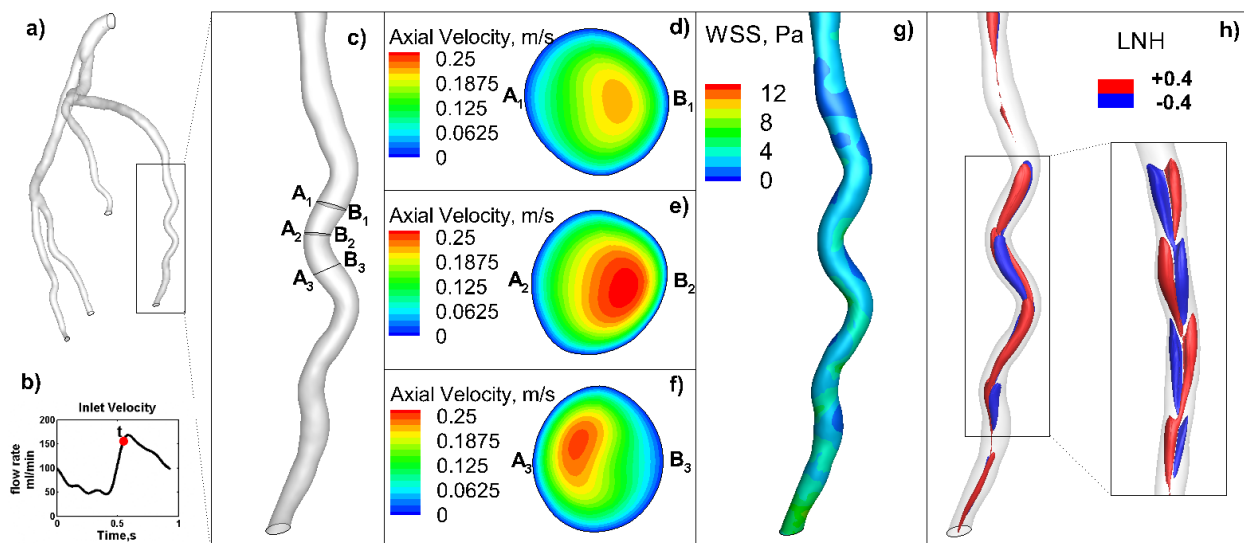 a)
b)
Inlet Velocity
t
flow rate
ml/min
200
150
100
50
0
0
0.5
1
Time,s
c)
A1
B1
A2
B2
B3
A3
d)
Axial Velocity, m/s
0.25
0.1875
0.125
0.0625
0
A1
B1
e)
Axial Velocity, m/s
0.25
0.1875
0.125
0.0625
0
A2
B2
f)
Axial Velocity, m/s
0.25
0.1875
0.125
0.0625
0
A3
B3
WSS, Pa
g)
12
8
4
0
h)
LNH
+0.4
-0.4